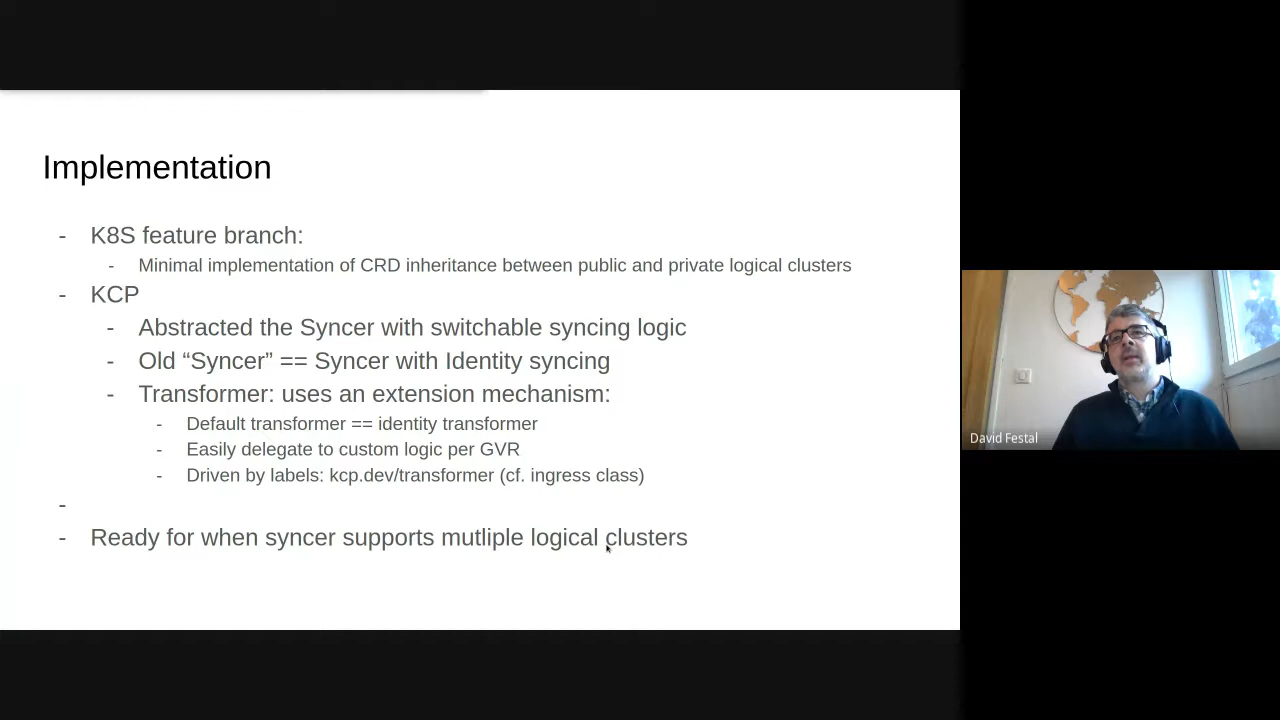 Implementation
- K8S feature branch:
- Minimal implementation of CRD inheritance between public and private logical clusters
- KCP
- Abstracted the Syncer with switchable syncing logic
- Old “Syncer” == Syncer with Identity syncing
- Transformer: uses an extension mechanism:
- Default transformer == identity transformer
- Easily delegate to custom logic per GVR
- Driven by labels: kcp.dev/transformer (cf. ingress class)
-
- Ready for when syncer supports mutliple logical clusters
David Festal